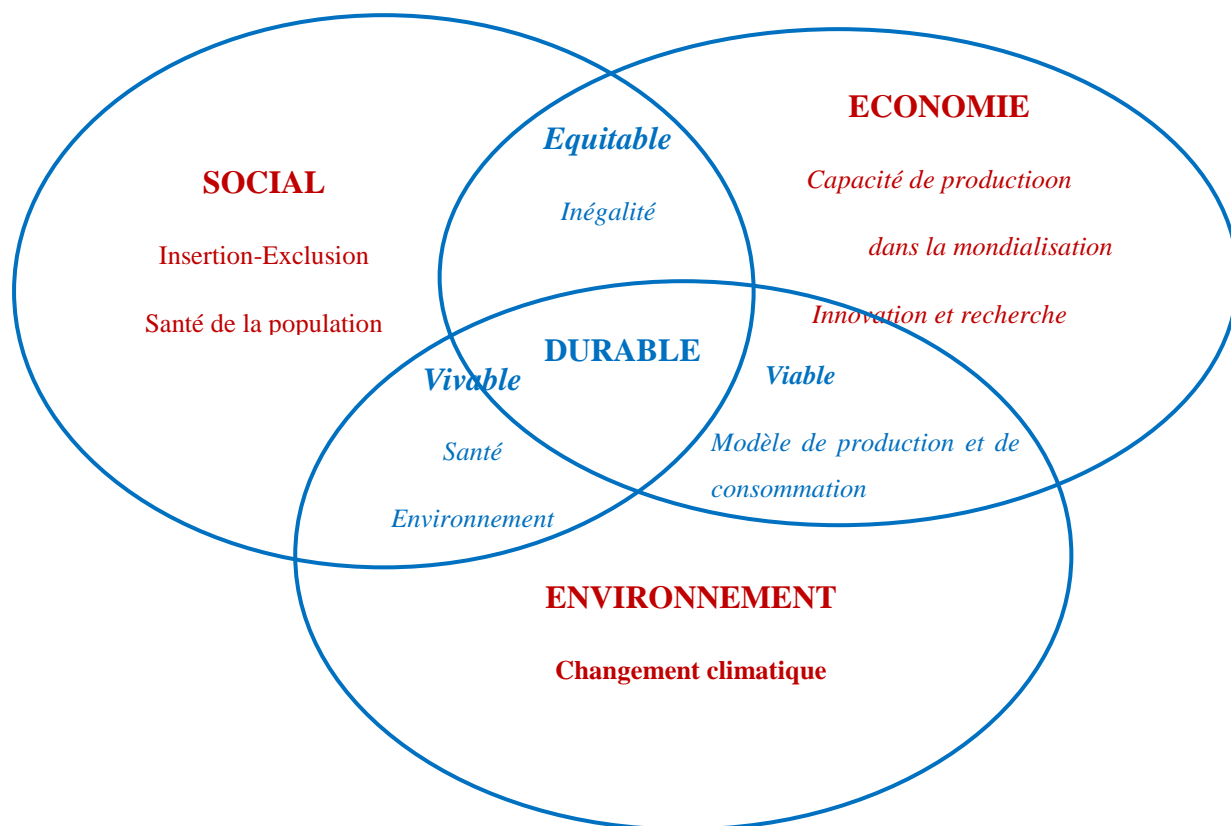 ECONOMIE
Equitable
SOCIAL
Capacité de productioon
Inégalité
dans la mondialisation
Insertion-Exclusion
Innovation et recherche
Santé de la population
DURABLE
Vivable
Viable
Santé
Modèle de production et de
consommation
Environnement
ENVIRONNEMENT
Changement climatique